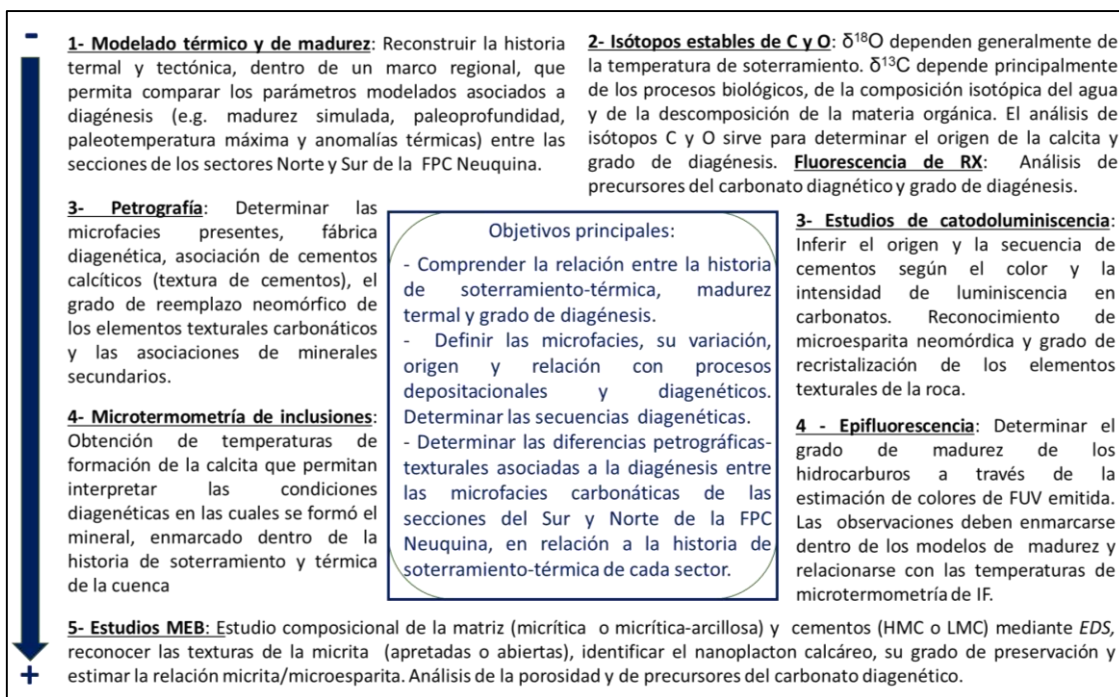 -
1- Modelado térmico y de madurez: Reconstruir la historia
termal y tectónica, dentro de un marco regional, que
permita comparar los parámetros modelados asociados a
diagénesis (e.g. madurez simulada, paleoprofundidad,
paleotemperatura máxima y anomalías térmicas) entre las
secciones de los sectores Norte y Sur de la FPC Neuquina.
2- Isótopos estables de C y O: δ18O dependen generalmente de
la temperatura de soterramiento. δ13C depende principalmente
de los procesos biológicos, de la composición isotópica del agua
y de la descomposición de la materia orgánica. El análisis de
isótopos C y O sirve para determinar el origen de la calcita y
grado de diagénesis. Fluorescencia de RX: Análisis de
precursores del carbonato diagnético y grado de diagénesis.
3- Petrografía: Determinar las
microfacies presentes, fábrica
diagenética, asociación de cementos
calcíticos (textura de cementos), el
grado de reemplazo neomórfico de
los elementos texturales carbonáticos
y las asociaciones de minerales
secundarios.
4- Microtermometría de inclusiones:
Obtención de temperaturas de
formación de la calcita que permitan
interpretar las condiciones
diagenéticas en las cuales se formó el
mineral, enmarcado dentro de la
historia de soterramiento y térmica
de la cuenca
Objetivos principales:
- Comprender la relación entre la historia
de soterramiento-térmica, madurez
termal y grado de diagénesis.
- Definir las microfacies, su variación,
origen y relación con procesos
depositacionales y diagenéticos.
Determinar las secuencias diagenéticas.
- Determinar las diferencias petrográficas-
texturales asociadas a la diagénesis entre
las microfacies carbonáticas de las
secciones del Sur y Norte de la FPC
Neuquina, en relación a la historia de
soterramiento-térmica de cada sector.
3- Estudios de catodoluminiscencia:
Inferir el origen y la secuencia de
cementos según el color y la
intensidad de luminiscencia en
carbonatos. Reconocimiento de
microesparita neomórdica y grado de
recristalización de los elementos
texturales de la roca.
4 - Epifluorescencia: Determinar el
grado de madurez de los
hidrocarburos a través de la
estimación de colores de FUV emitida.
Las observaciones deben enmarcarse
dentro de los modelos de madurez y
relacionarse con las temperaturas de
microtermometría de IF.
5- Estudios MEB: Estudio composicional de la matriz (micrítica o micrítica-arcillosa) y cementos (HMC o LMC) mediante EDS,
reconocer las texturas de la micrita (apretadas o abiertas), identificar el nanoplacton calcáreo, su grado de preservación y
estimar la relación micrita/microesparita. Análisis de la porosidad y de precursores del carbonato diagenético.
+